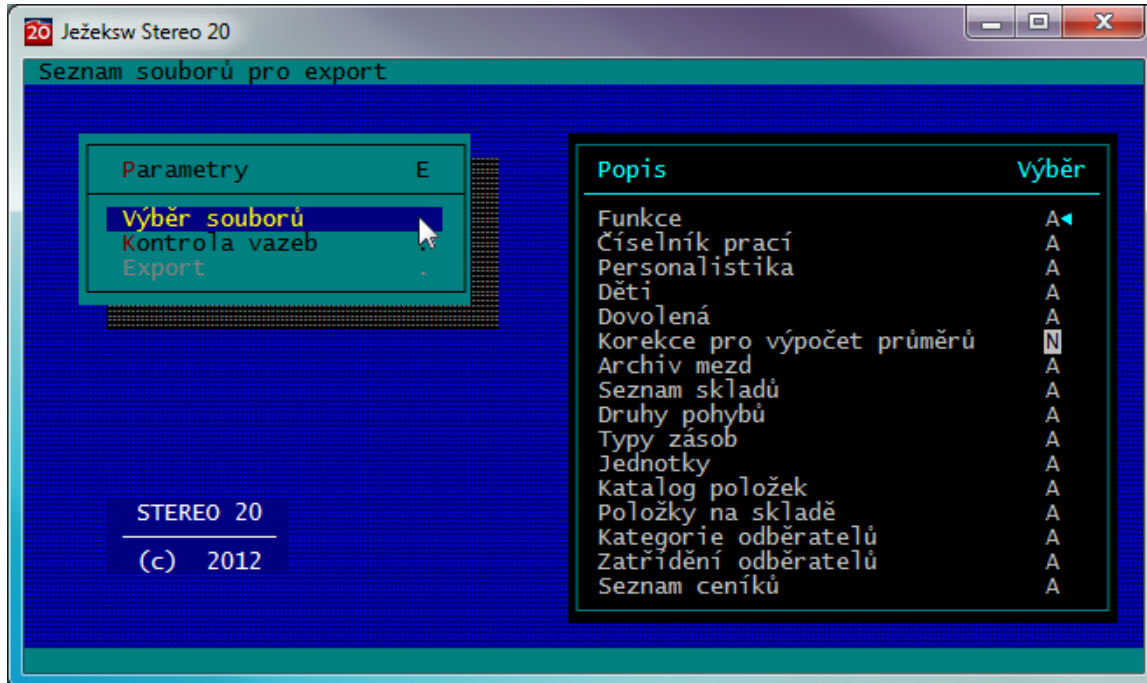 20 Ježeksw Stereo 20
Seznam souborů pro export
Parametry E
Výběr souborů
Kontrola vazeb .
Export .
STEREO 20
(c) 2012
Popis Výběr
Funkce A
Číselník prací A
Personalistika A
Děti A
Dovolená A
Korekce pro výpočet průměrů N
Archiv mezd A
Seznam skladů A
Druhy pohybů A
Typy zásob A
Jednotky A
Katalog položek A
Položky na skladě A
Kategorie odběratelů A
Zatřídění odběratelů A
Seznam ceníků A